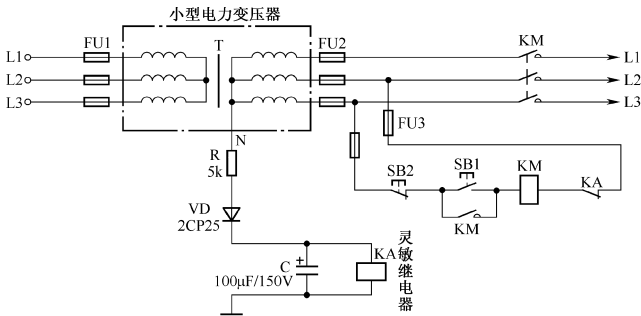 小型电力变压器
L1 FU1 T FU2 KM L1
L2 L2
L3 L3
N FU3
R
5k
SB2 SB1 KM KA
VD
2CP25
KM
C
100μF/150V
KA
灵敏继电器